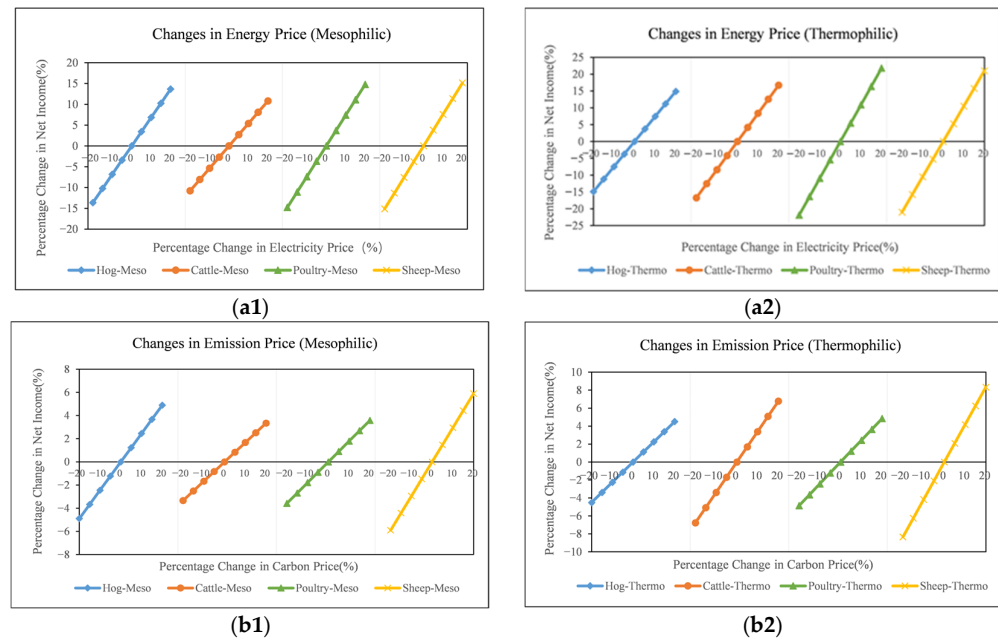 Changes in Energy Price (Mesophilic)
Percentage Change in Net Income(%)
20
15
10
5
0
−5
−10
−15
−20
−20 −10 0 10 20 −20 −10 0 10 20 −20 −10 0 10 20 −20 −10 0 10 20
Percentage Change in Electricity Price (%)
Hog-Meso Cattle-Meso Poultry-Meso Sheep-Meso
(a1)
Changes in Energy Price (Thermophilic)
Percentage Change in Net Income(%)
25
20
15
10
5
0
−5
−10
−15
−20
−25
−20 −10 0 10 20 −20 −10 0 10 20 −20 −10 0 10 20 −20 −10 0 10 20
Percentage Change in Electricity Price(%)
Hog-Thermo Cattle-Thermo Poultry-Thermo Sheep-Thermo
(a2)
Changes in Emission Price (Mesophilic)
Percentage Change in Net Income(%)
8
6
4
2
0
−2
−4
−6
−8
−20 −10 0 10 20 −20 −10 0 10 20 −20 −10 0 10 20 −20 −10 0 10 20
Percentage Change in Carbon Price(%)
Hog-Meso Cattle-Meso Poultry-Meso Sheep-Meso
(b1)
Changes in Emission Price (Thermophilic)
Percentage Change in Net Income(%)
10
8
6
4
2
0
−2
−4
−6
−8
−10
−20 −10 0 10 20 −20 −10 0 10 20 −20 −10 0 10 20 −20 −10 0 10 20
Percentage Change in Carbon Price(%)
Hog-Thermo Cattle-Thermo Poultry-Thermo Sheep-Thermo
(b2)